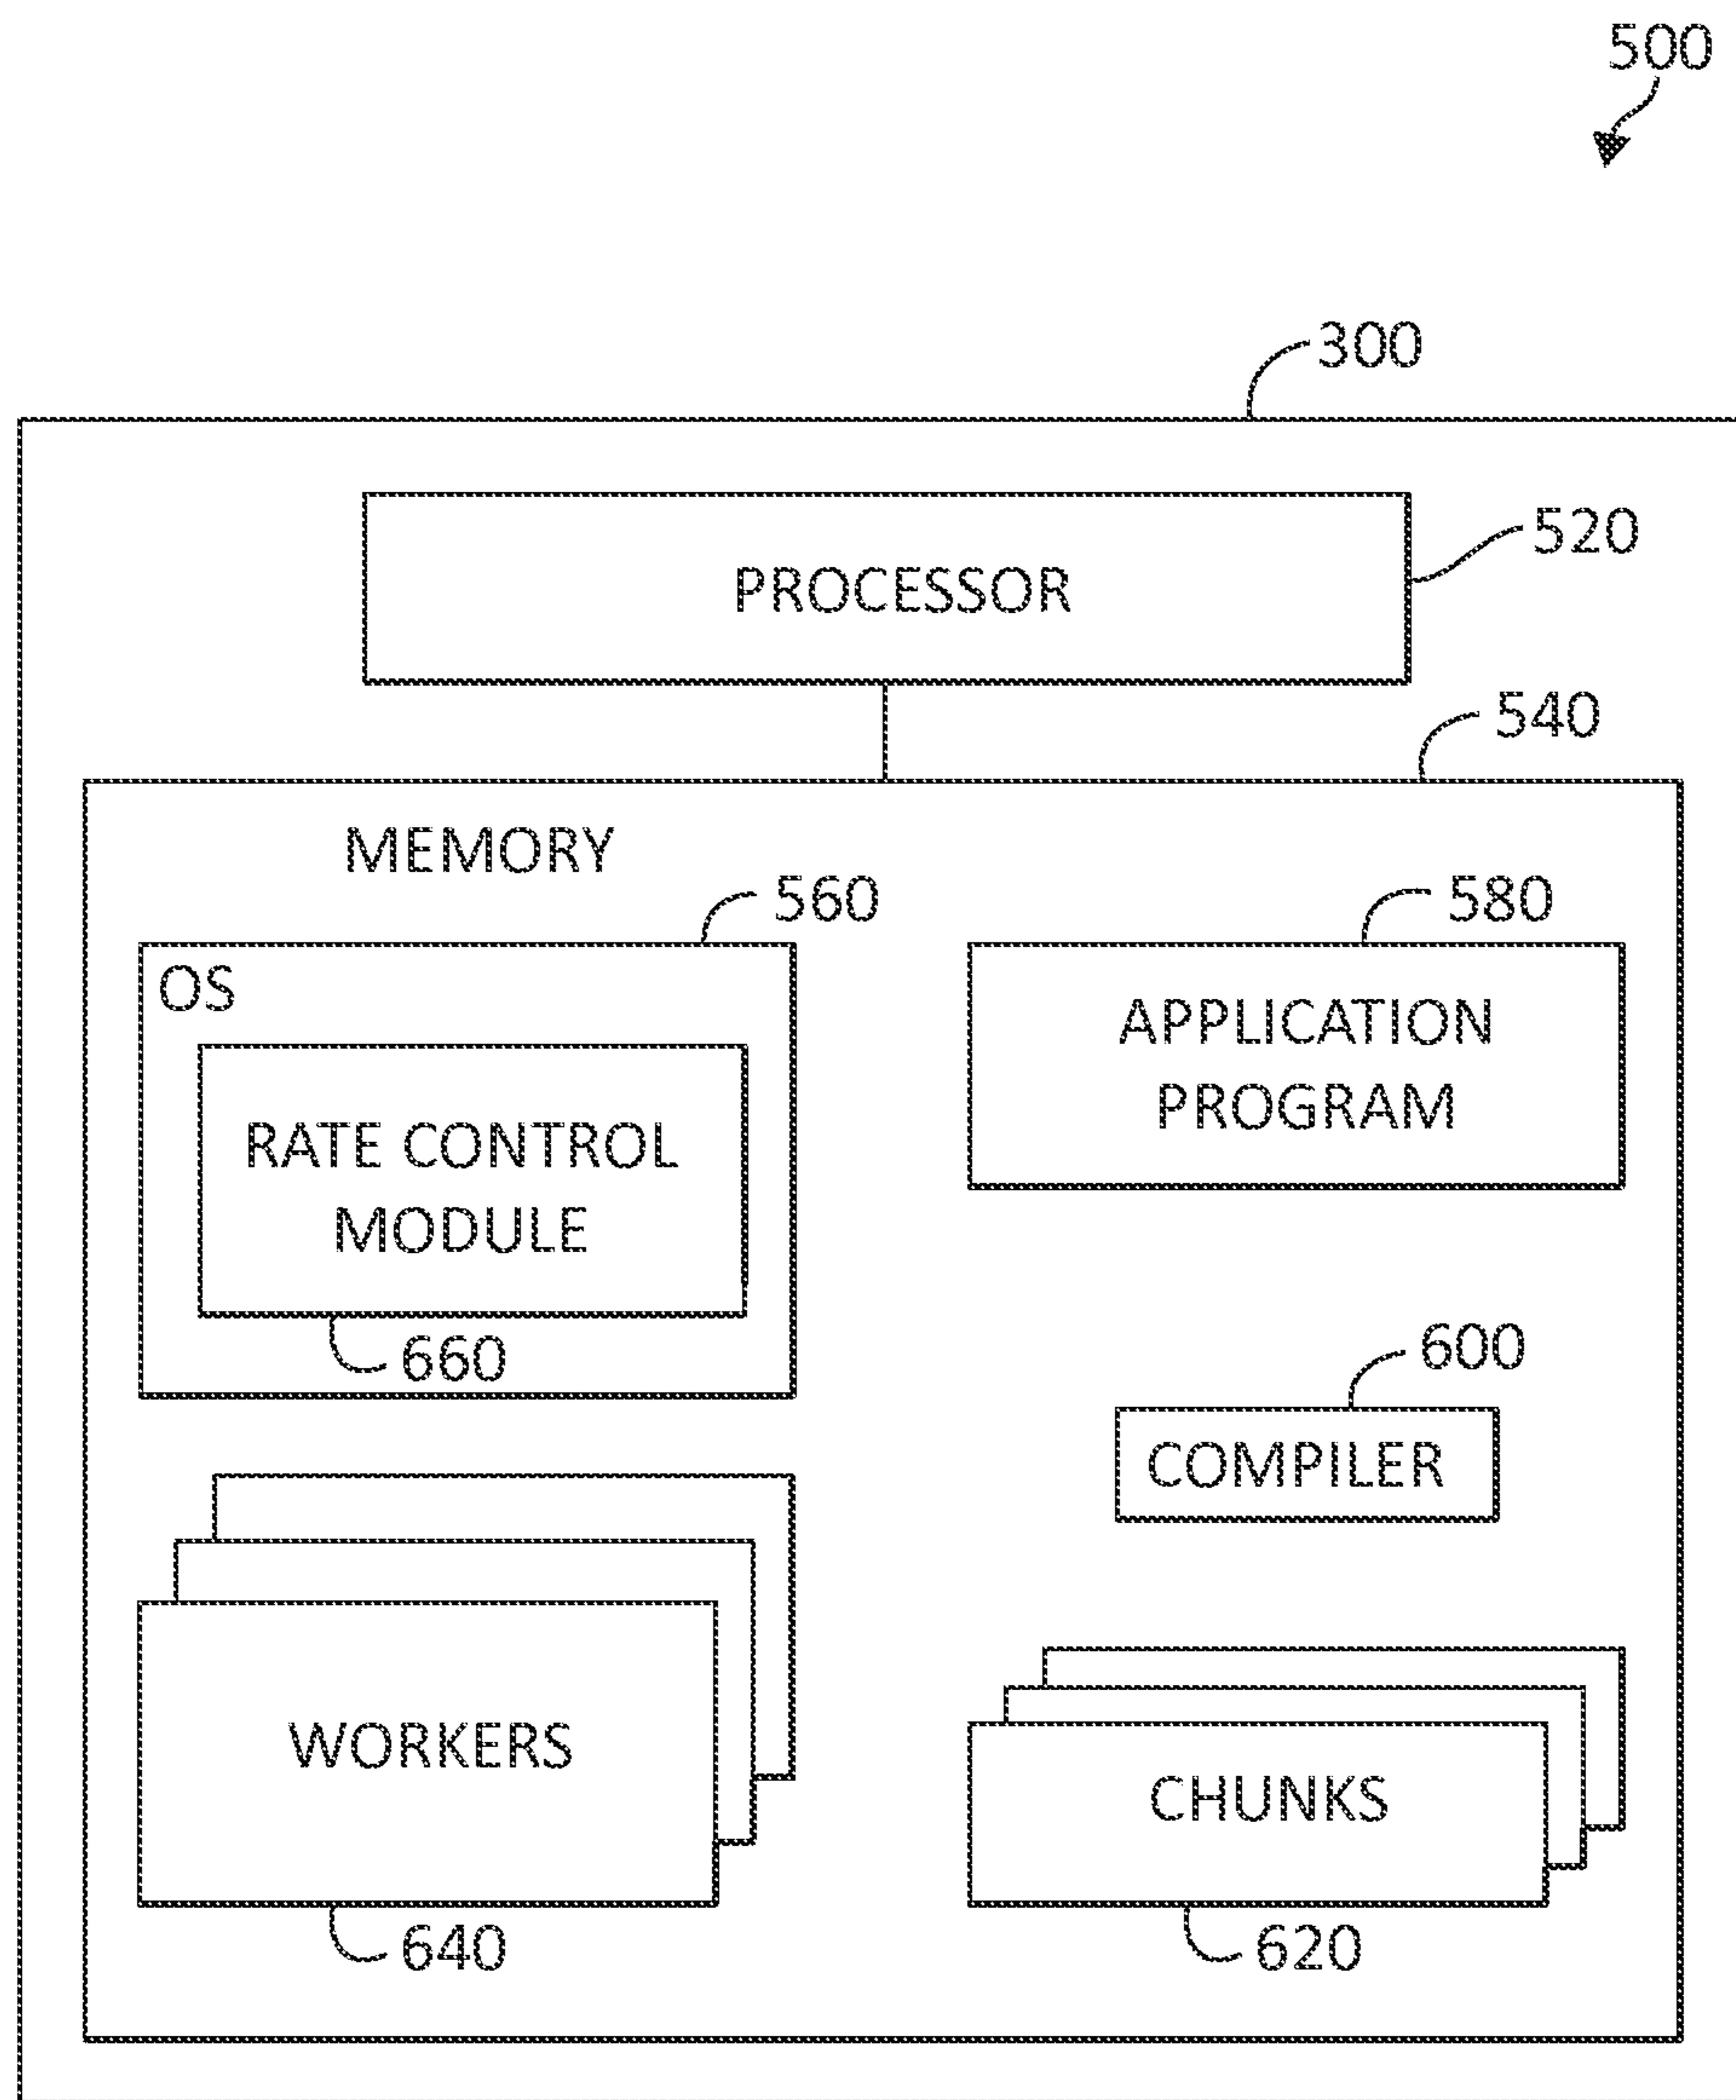 500
300
PROCESSOR
520
540
MEMORY
560
580
OS
APPLICATION
PROGRAM
RATE CONTROL
MODULE
660
600
COMPILER
WORKERS
CHUNKS
640
620